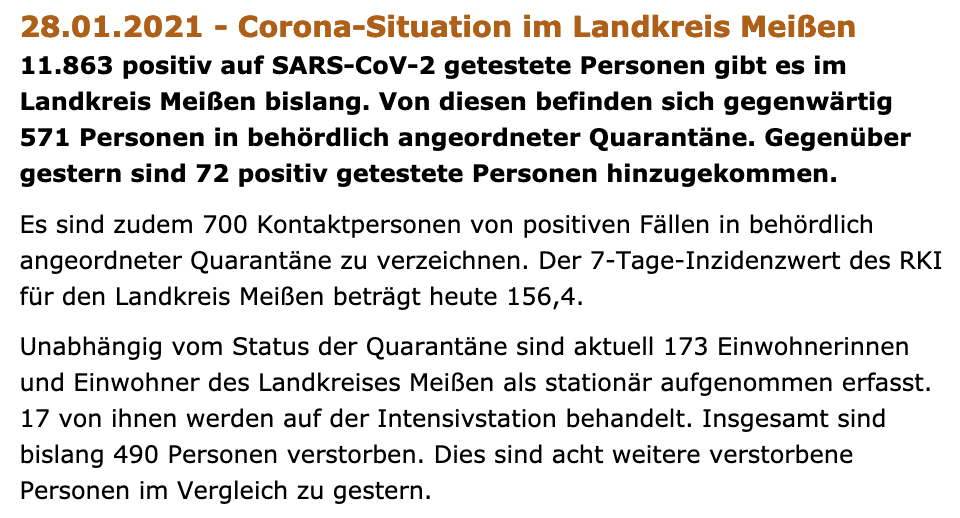 28.01.2021 - Corona-Situation im Landkreis Meißen
11.863 positiv auf SARS-CoV-2 getestete Personen gibt es im
Landkreis Meißen bislang. Von diesen befinden sich gegenwärtig
571 Personen in behördlich angeordneter Quarantäne. Gegenüber
gestern sind 72 positiv getestete Personen hinzugekommen.
Es sind zudem 700 Kontaktpersonen von positiven Fällen in behördlich
angeordneter Quarantäne zu verzeichnen. Der 7-Tage-Inzidenzwert des RKI
für den Landkreis Meißen beträgt heute 156,4.
Unabhängig vom Status der Quarantäne sind aktuell 173 Einwohnerinnen
und Einwohner des Landkreises Meißen als stationär aufgenommen erfasst.
17 von ihnen werden auf der Intensivstation behandelt. Insgesamt sind
bislang 490 Personen verstorben. Dies sind acht weitere verstorbene
Personen im Vergleich zu gestern.